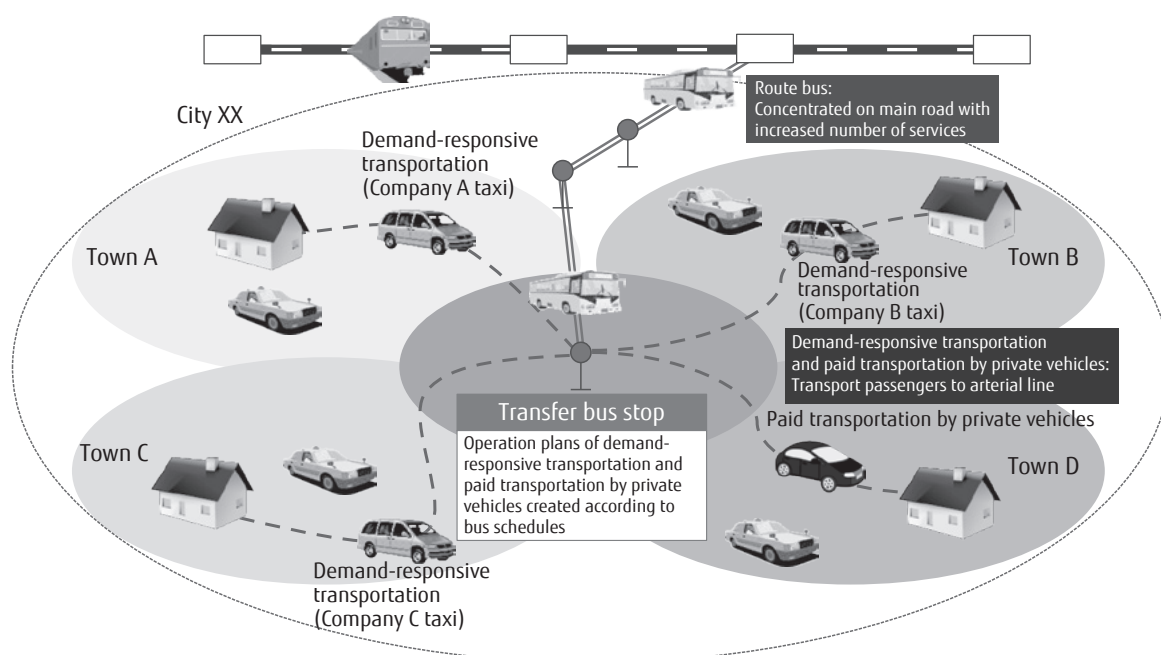 City XX
Route bus:
Concentrated on main road with
increased number of services
Demand-responsive
transportation
(Company A taxi)
Town A
Town B
Demand-responsive
transportation
(Company B taxi)
Demand-responsive transportation
and paid transportation by private vehicles:
Transport passengers to arterial line
Transfer bus stop
Operation plans of demand-
responsive transportation and
paid transportation by private
vehicles created according to
bus schedules
Paid transportation by private vehicles
Town C
Town D
Demand-responsive
transportation
(Company C taxi)